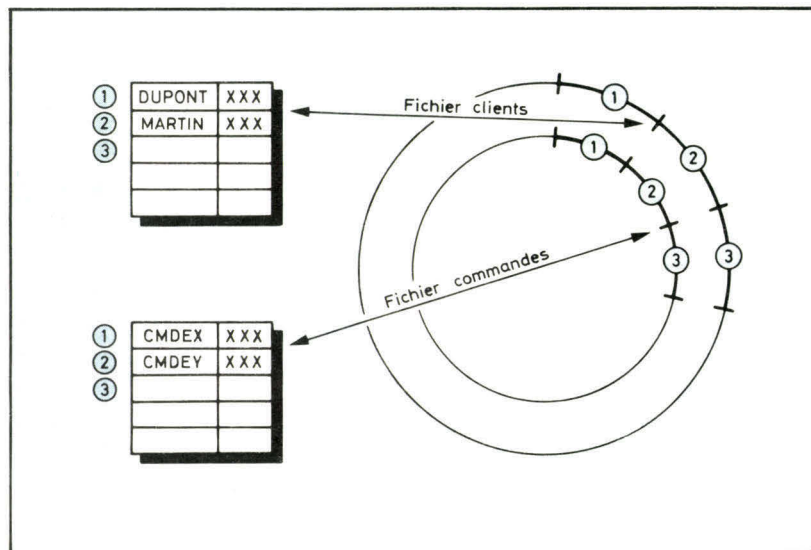 ① DUPONT XXX
② MARTIN XXX
③
Fichier clients
① ② ③
① ② ③
Fichier commandes
① CMDEX XXX
② CMDEY XXX
③